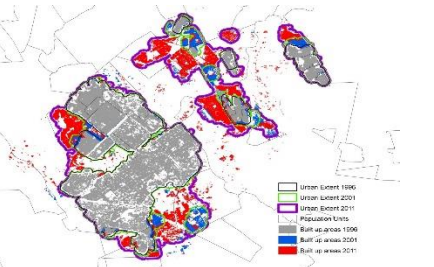 Urban Extent 1996
Urban Extent 2001
Urban Extent 2011
Population Units
Built up areas 1996
Built up areas 2001
Built up areas 2011